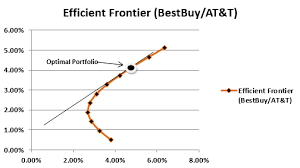 Efficient Frontier (BestBuy/AT&T)
6.00%
5.00%
Optimal Portfolio
4.00%
3.00%
Efficient Frontier
(BestBuy/AT&T)
2.00%
1.00%
0.00%
0.00% 2.00% 4.00% 6.00% 8.00%